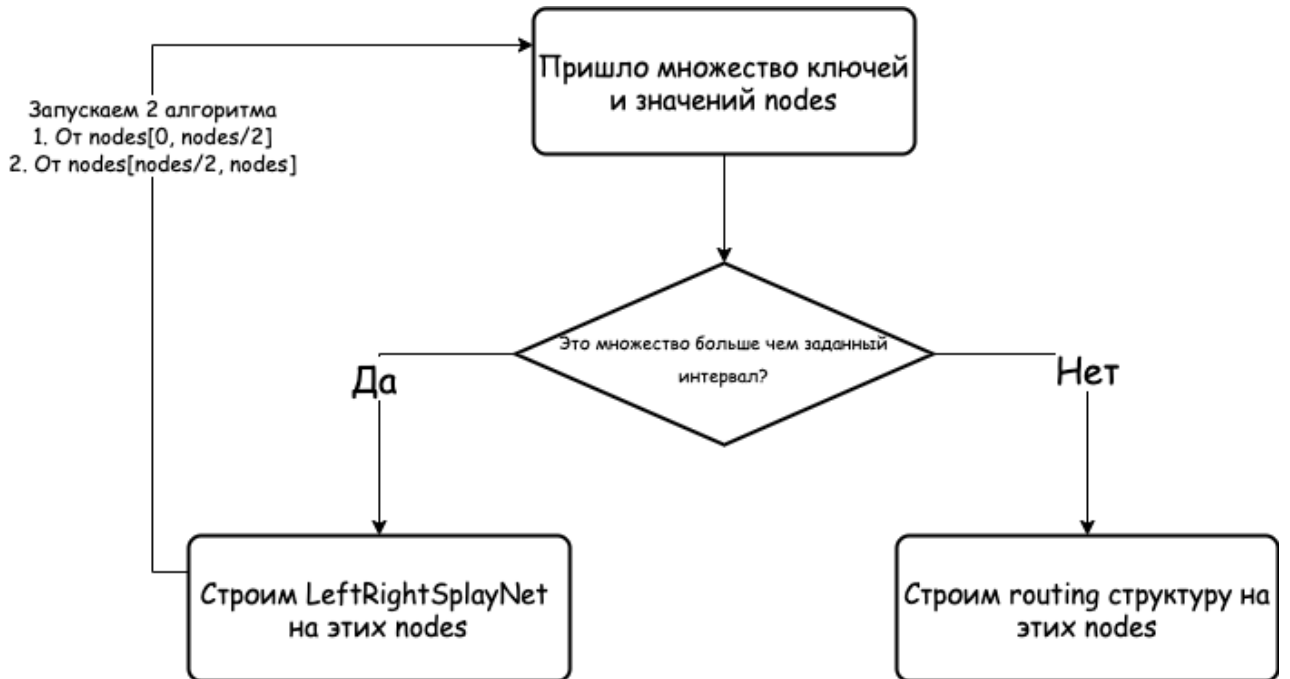 Пришло множество ключей
и значений nodes
Запускаем 2 алгоритма
1. От nodes[0, nodes/2]
2. От nodes[nodes/2, nodes]
Это множество больше чем заданный
интервал?
Да
Нет
Строим LeftRightSplayNet
на этих nodes
Строим routing структуру на
этих nodes